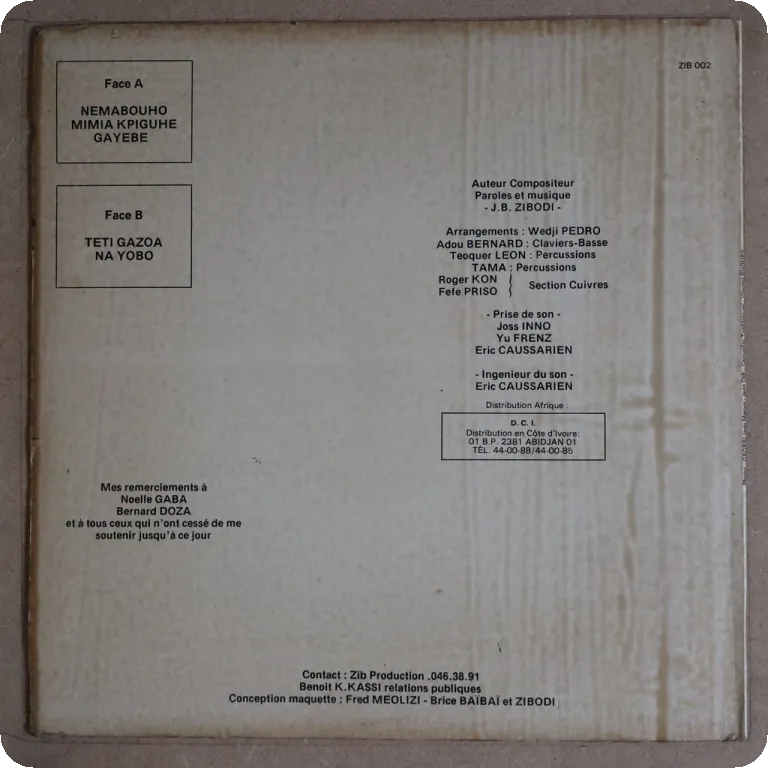 ZIB 002
Face A
NEMABOUHO
MIMIA KPIGUHE
GAYEBE
Face B
TETI GAZOA
NA YOBO
Auteur Compositeur
Paroles et musique
- J.B. ZIBODI -
Arrangements : Wedji PEDRO
Adou BERNARD : Claviers-Basse
Teoquer LEON : Percussions
TAMA : Percussions
Roger KON
Fefe PRISO
Section Cuivres
- Prise de son -
Joss INNO
Yu FRENZ
Eric CAUSSARIEN
- Ingenieur du son -
Eric CAUSSARIEN
Distribution Afrique :
D. C. I.
Distribution en Côte d'Ivoire:
01 B.P. 2381 ABIDJAN 01
TÉL. 44-00-88/44-00-85
Mes remerciements á
Noelle GABA
Bernard DOZA
et á tous ceux qui n'ont cessé de me
soutenir jusqu'á ce jour
Contact : Zib Production .046.38.91
Benoit K.KASSI relations publiques
Conception maquette : Fred MEOLIZI - Brice BAÏBAÏ et ZIBODI